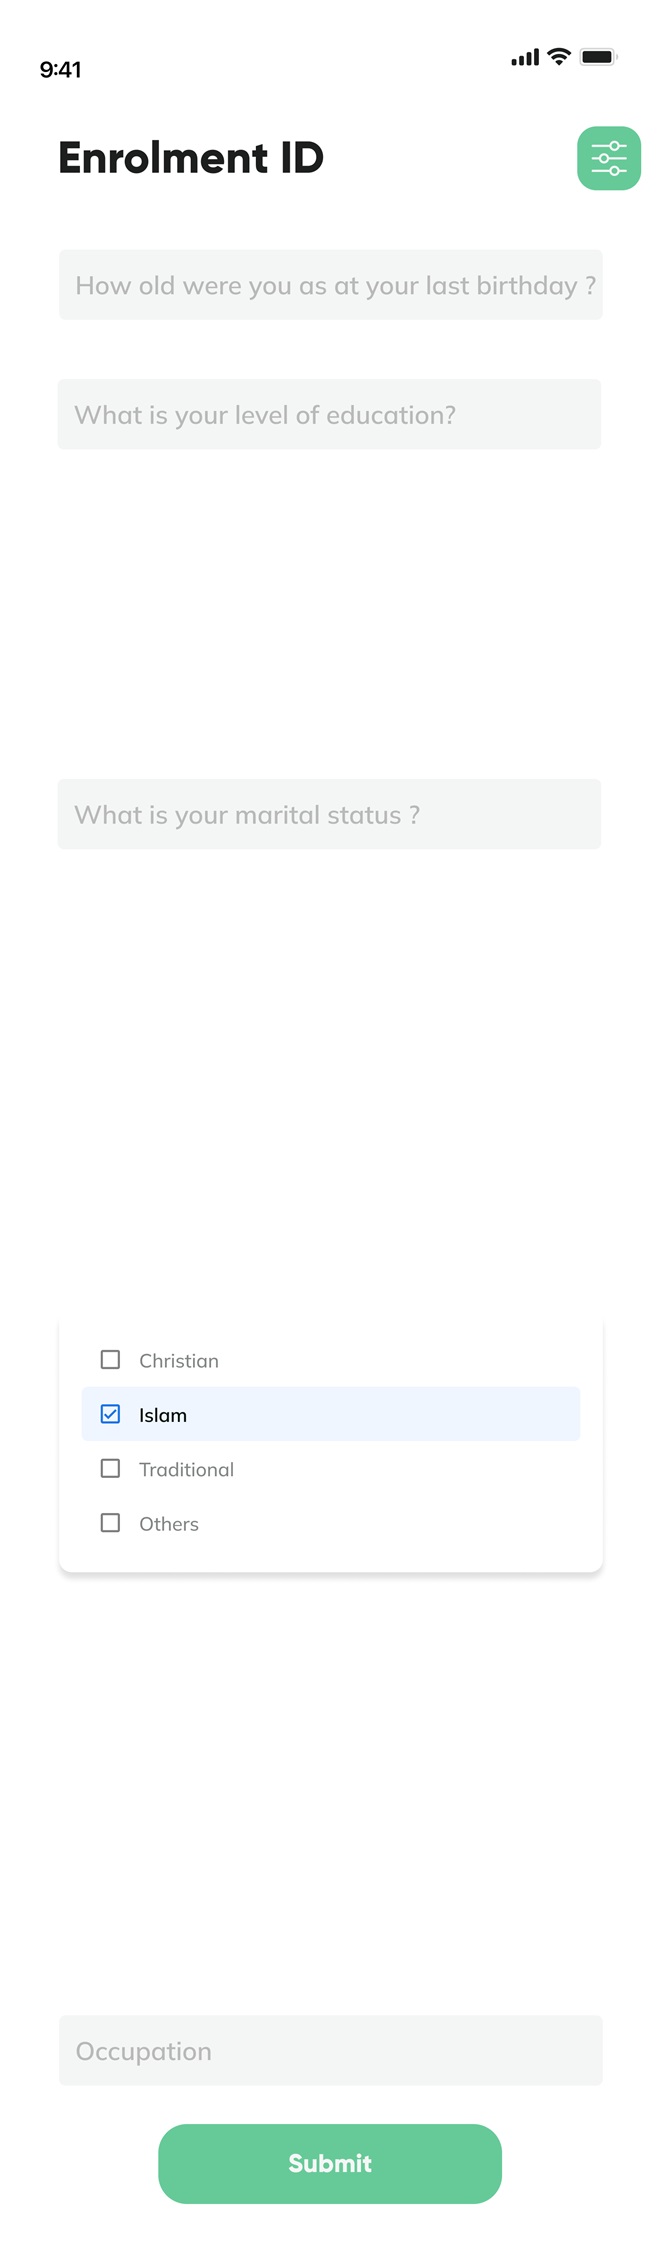 9:41
Enrolment ID
How old were you as at your last birthday ?
What is your level of education?
What is your marital status ?
Christian
Islam
Traditional
Others
Occupation
Submit